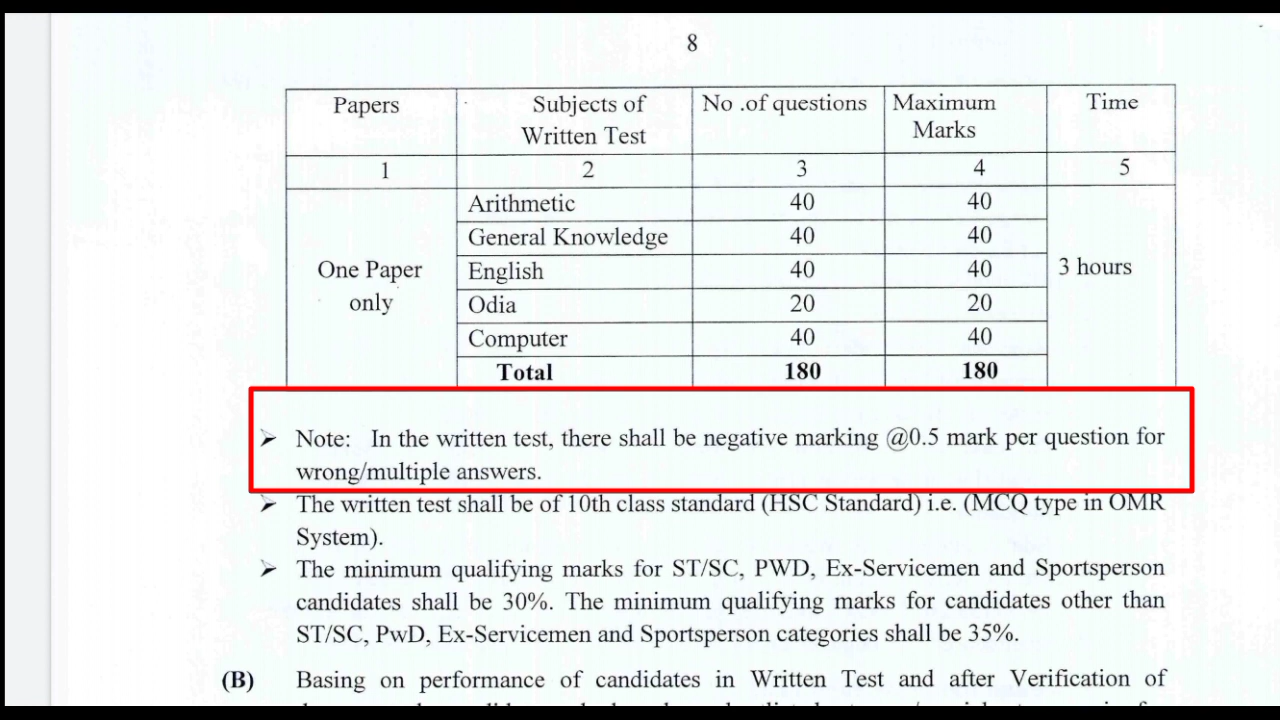 8
Papers Subjects of Written Test No .of questions Maximum Marks Time
1 2 3 4 5
One Paper only 3 hours
Arithmetic 40 40
General Knowledge 40 40
English 40 40
Odia 20 20
Computer 40 40
Total 180 180
➢ Note: In the written test, there shall be negative marking @0.5 mark per question for
wrong/multiple answers.
➢ The written test shall be of 10th class standard (HSC Standard) i.e. (MCQ type in OMR
System).
➢ The minimum qualifying marks for ST/SC, PWD, Ex-Servicemen and Sportsperson
candidates shall be 30%. The minimum qualifying marks for candidates other than
ST/SC, PwD, Ex-Servicemen and Sportsperson categories shall be 35%.
(B) Basing on performance of candidates in Written Test and after Verification of